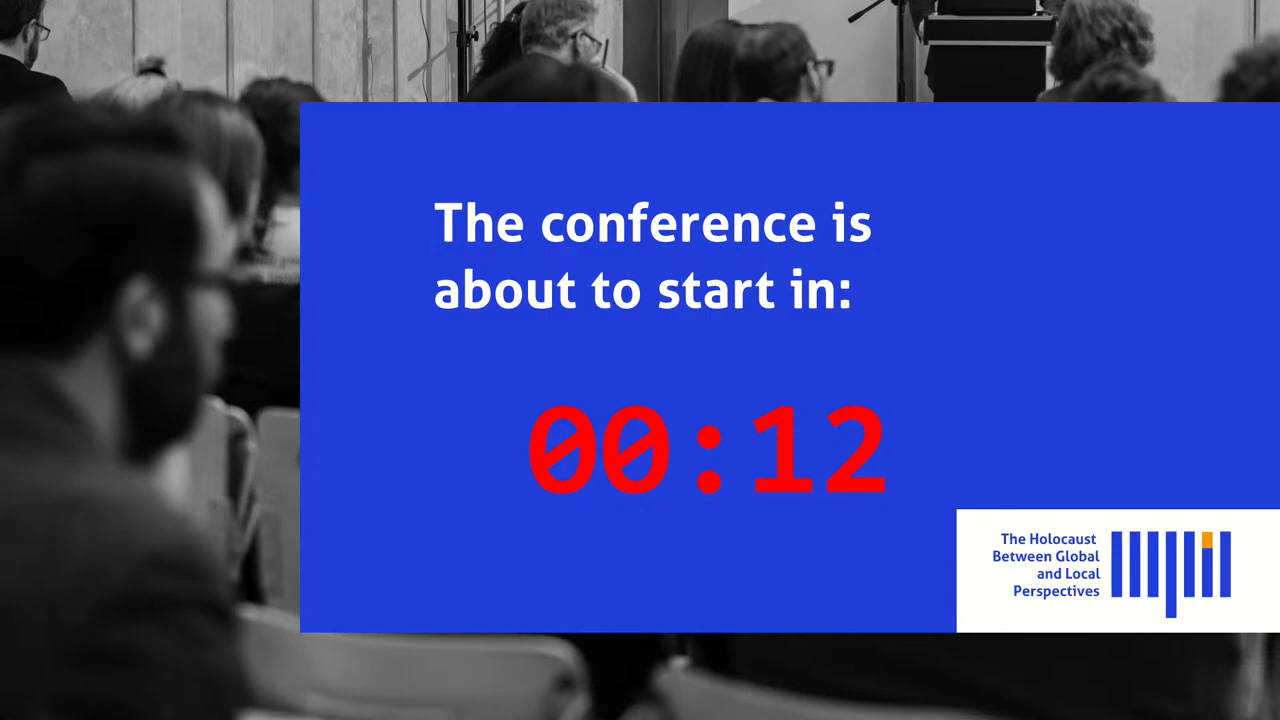 The conference is
about to start in:
00:12
The Holocaust
Between Global
and Local
Perspectives